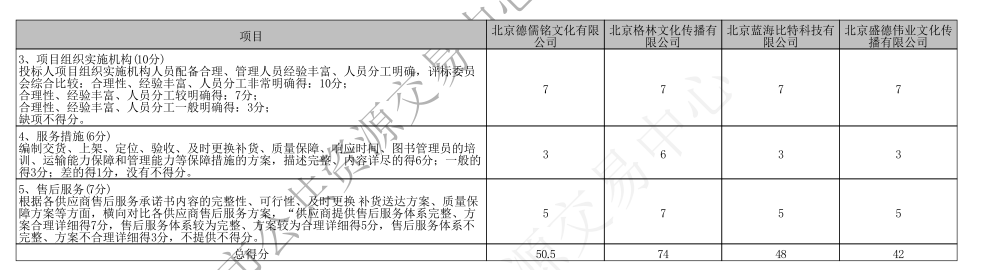 项目 北京德儒铭文化有限公司 北京格林文化传播有限公司 北京蓝海比特科技有限公司 北京盛德伟业文化传播有限公司
3、项目组织实施机构(10分)
投标人项目组织实施机构人员配备合理、管理人员经验丰富、人员分工明确,评标委员
会综合比较:合理性、经验丰富、人员分工非常明确得:10分;
合理性、经验丰富、人员分工较明确得:7分;
合理性、经验丰富、人员分工一般明确得:3分;
缺项不得分。
7 7 7 7
4、服务措施(6分)
编制交货、上架、定位、验收、及时更换补货、质量保障、响应时间、图书管理员的培
训、运输能力保障和管理能力等保障措施的方案,描述完整、内容详尽的得6分;一般的
得3分;差的得1分,没有不得分。
3 6 3 3
5、售后服务(7分)
根据各供应商售后服务承诺书内容的完整性、可行性、及时更换 补货送达方案、质量保
障方案等方面,横向对比各供应商售后服务方案,“供应商提供售后服务体系完整、方
案合理详细得7分,售后服务体系较为完整、方案较为合理详细得5分,售后服务体系不
完整、方案不合理详细得3分,不提供不得分。
5 7 5 5
总得分 50.5 74 48 42
市公共资源交易中心
源交易中心